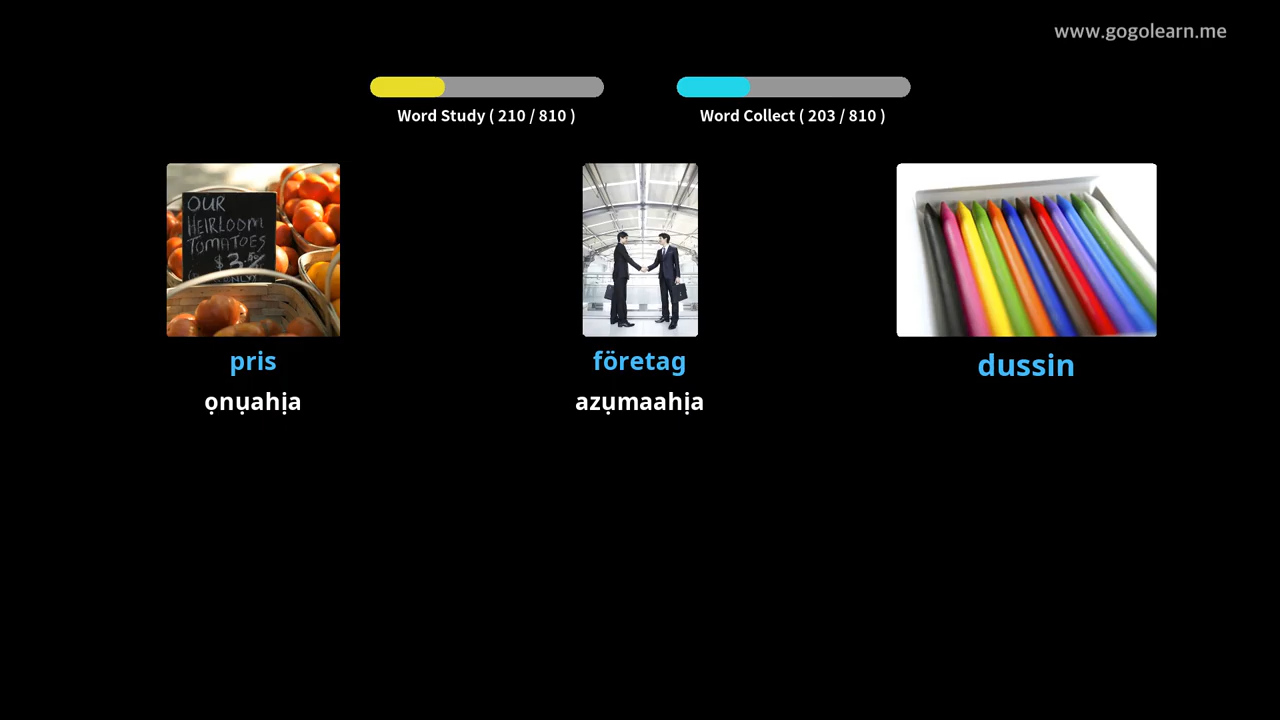 www.gogolearn.me
Word Study ( 210 / 810 )
Word Collect ( 203 / 810 )
OUR
HEIRLOOM
TOMATOES
pris
företag
dussin
ọnụahịa
azụmaahịa